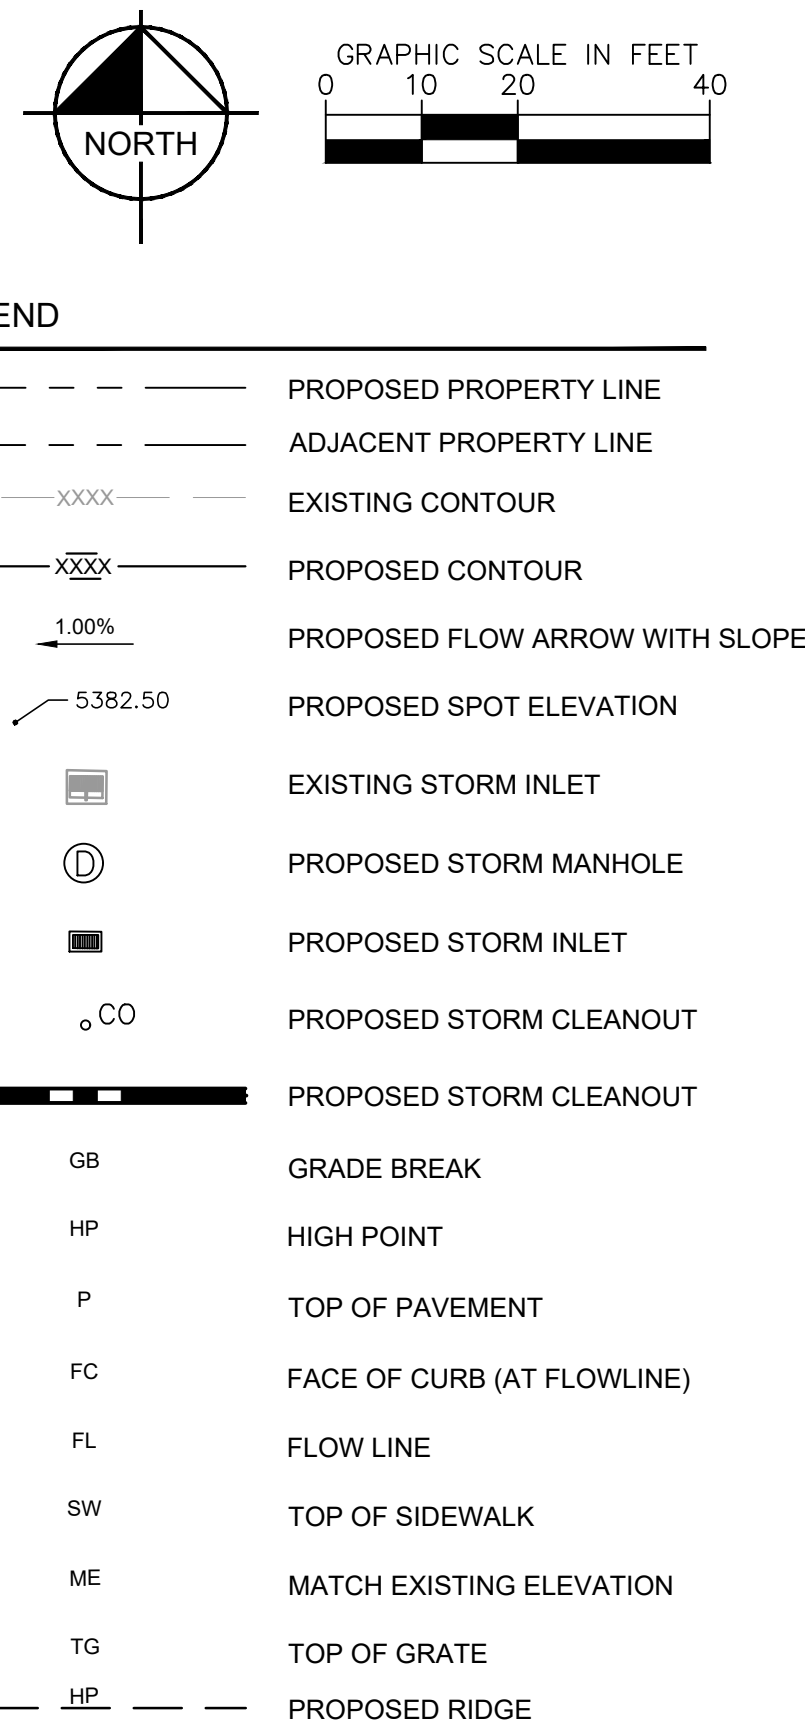 NORTH
GRAPHIC SCALE IN FEET
0 10 20 40
END
PROPOSED PROPERTY LINE
ADJACENT PROPERTY LINE
XXXX EXISTING CONTOUR
XXXX PROPOSED CONTOUR
1.00% PROPOSED FLOW ARROW WITH SLOPE
5382.50 PROPOSED SPOT ELEVATION
EXISTING STORM INLET
D PROPOSED STORM MANHOLE
PROPOSED STORM INLET
CO PROPOSED STORM CLEANOUT
PROPOSED STORM CLEANOUT
GB GRADE BREAK
HP HIGH POINT
P TOP OF PAVEMENT
FC FACE OF CURB (AT FLOWLINE)
FL FLOW LINE
SW TOP OF SIDEWALK
ME MATCH EXISTING ELEVATION
TG TOP OF GRATE
HP PROPOSED RIDGE